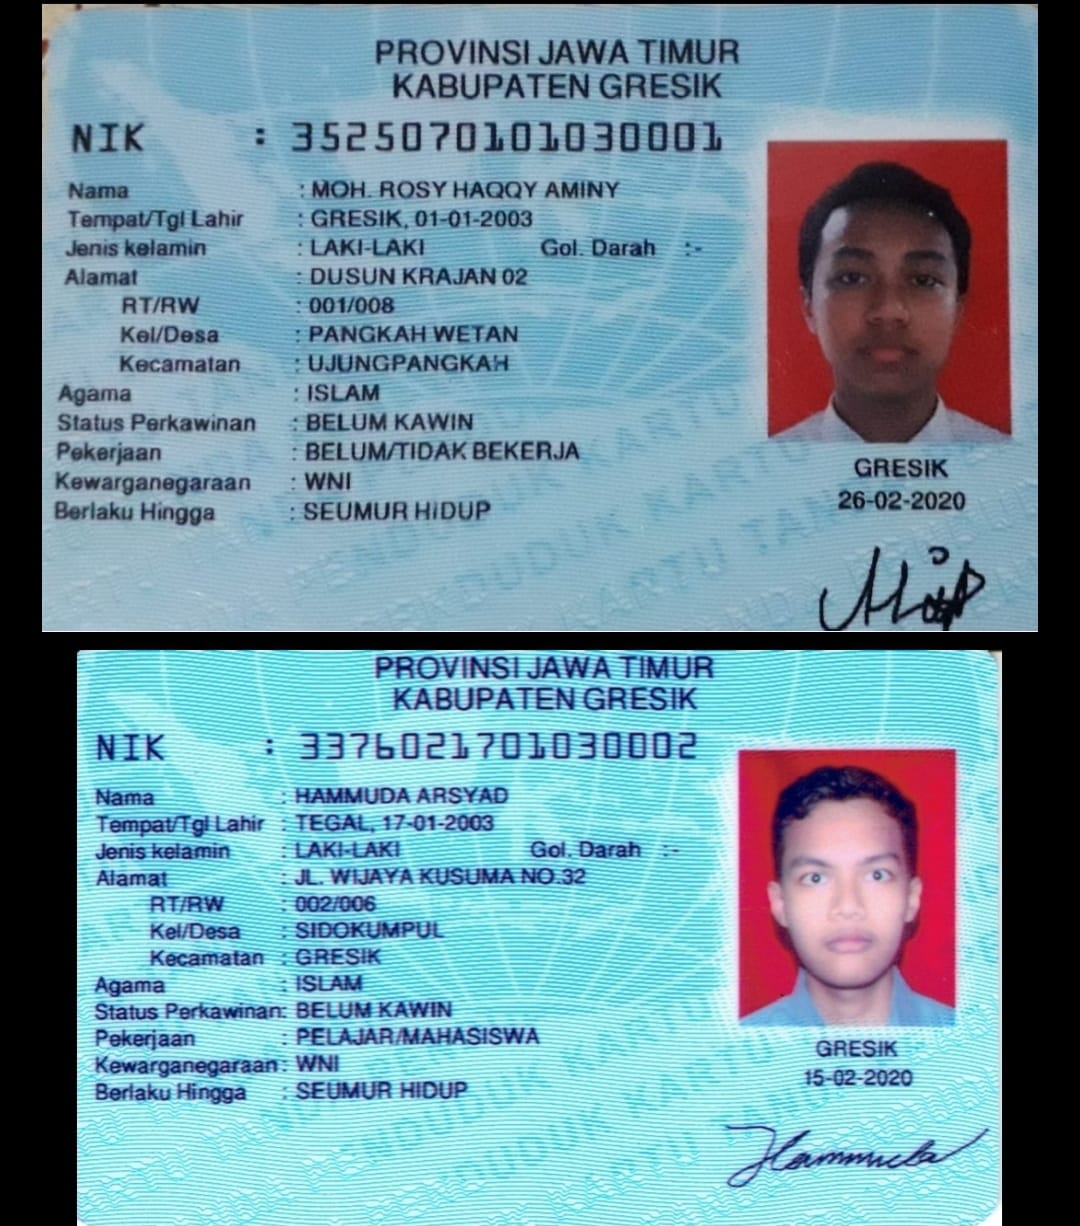 PROVINSI JAWA TIMUR
KABUPATEN GRESIK
NIK : 3525070101030001
Nama : MOH. ROSY HAQQY AMINY
Tempat/Tgl Lahir : GRESIK, 01-01-2003
Jenis kelamin : LAKI-LAKI Gol. Darah :-
Alamat : DUSUN KRAJAN 02
RT/RW : 001/008
Kel/Desa : PANGKAH WETAN
Kecamatan : UJUNGPANGKAH
Agama : ISLAM
Status Perkawinan : BELUM KAWIN
Pekerjaan : BELUM/TIDAK BEKERJA
Kewarganegaraan : WNI
Berlaku Hingga : SEUMUR HIDUP
GRESIK
26-02-2020
PROVINSI JAWA TIMUR
KABUPATEN GRESIK
NIK : 3376021701030002
Nama : HAMMUDA ARSYAD
Tempat/Tgl Lahir : TEGAL, 17-01-2003
Jenis kelamin : LAKI-LAKI Gol. Darah :-
Alamat : JL. WIJAYA KUSUMA NO.32
RT/RW : 002/006
Kel/Desa : SIDOKUMPUL
Kecamatan : GRESIK
Agama : ISLAM
Status Perkawinan: BELUM KAWIN
Pekerjaan : PELAJAR/MAHASISWA
Kewarganegaraan : WNI
Berlaku Hingga : SEUMUR HIDUP
GRESIK
15-02-2020
Hammuda